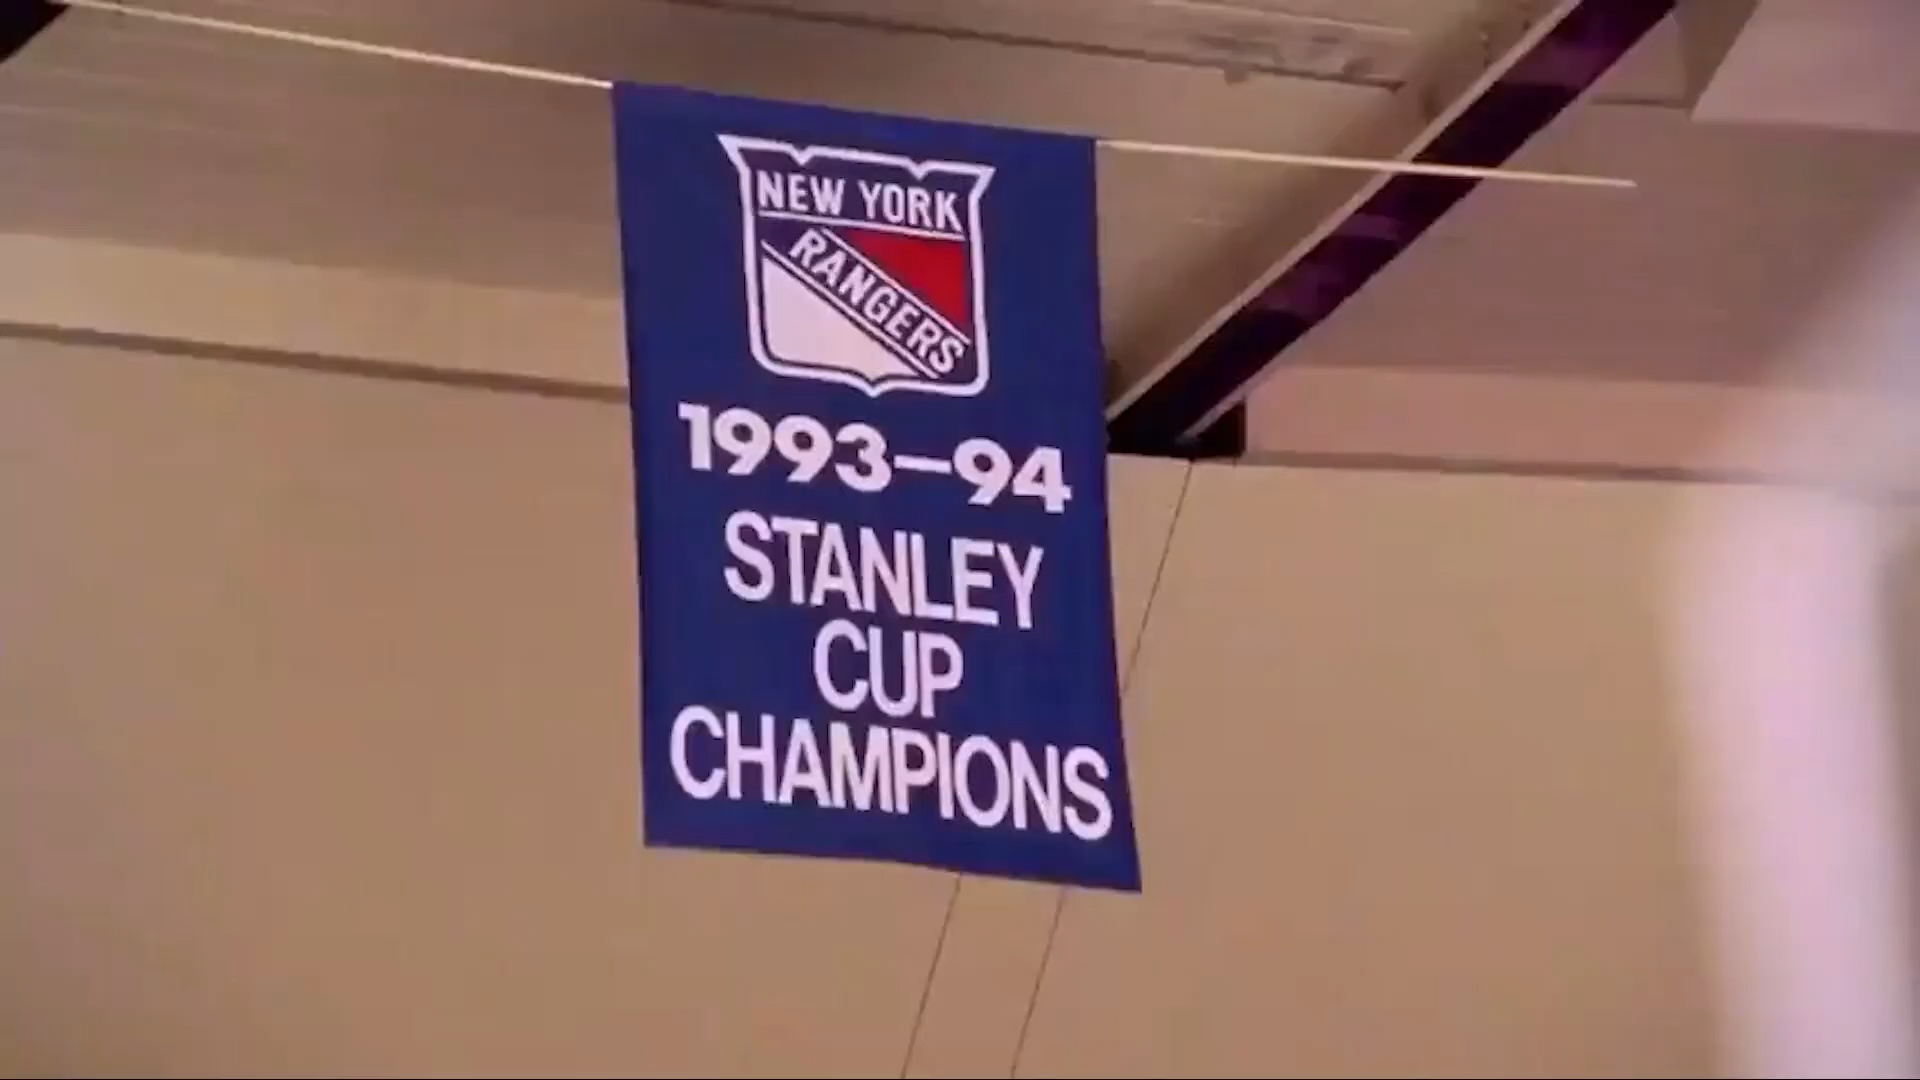 NEW YORK
RANGERS
1993–94
STANLEY
CUP
CHAMPIONS